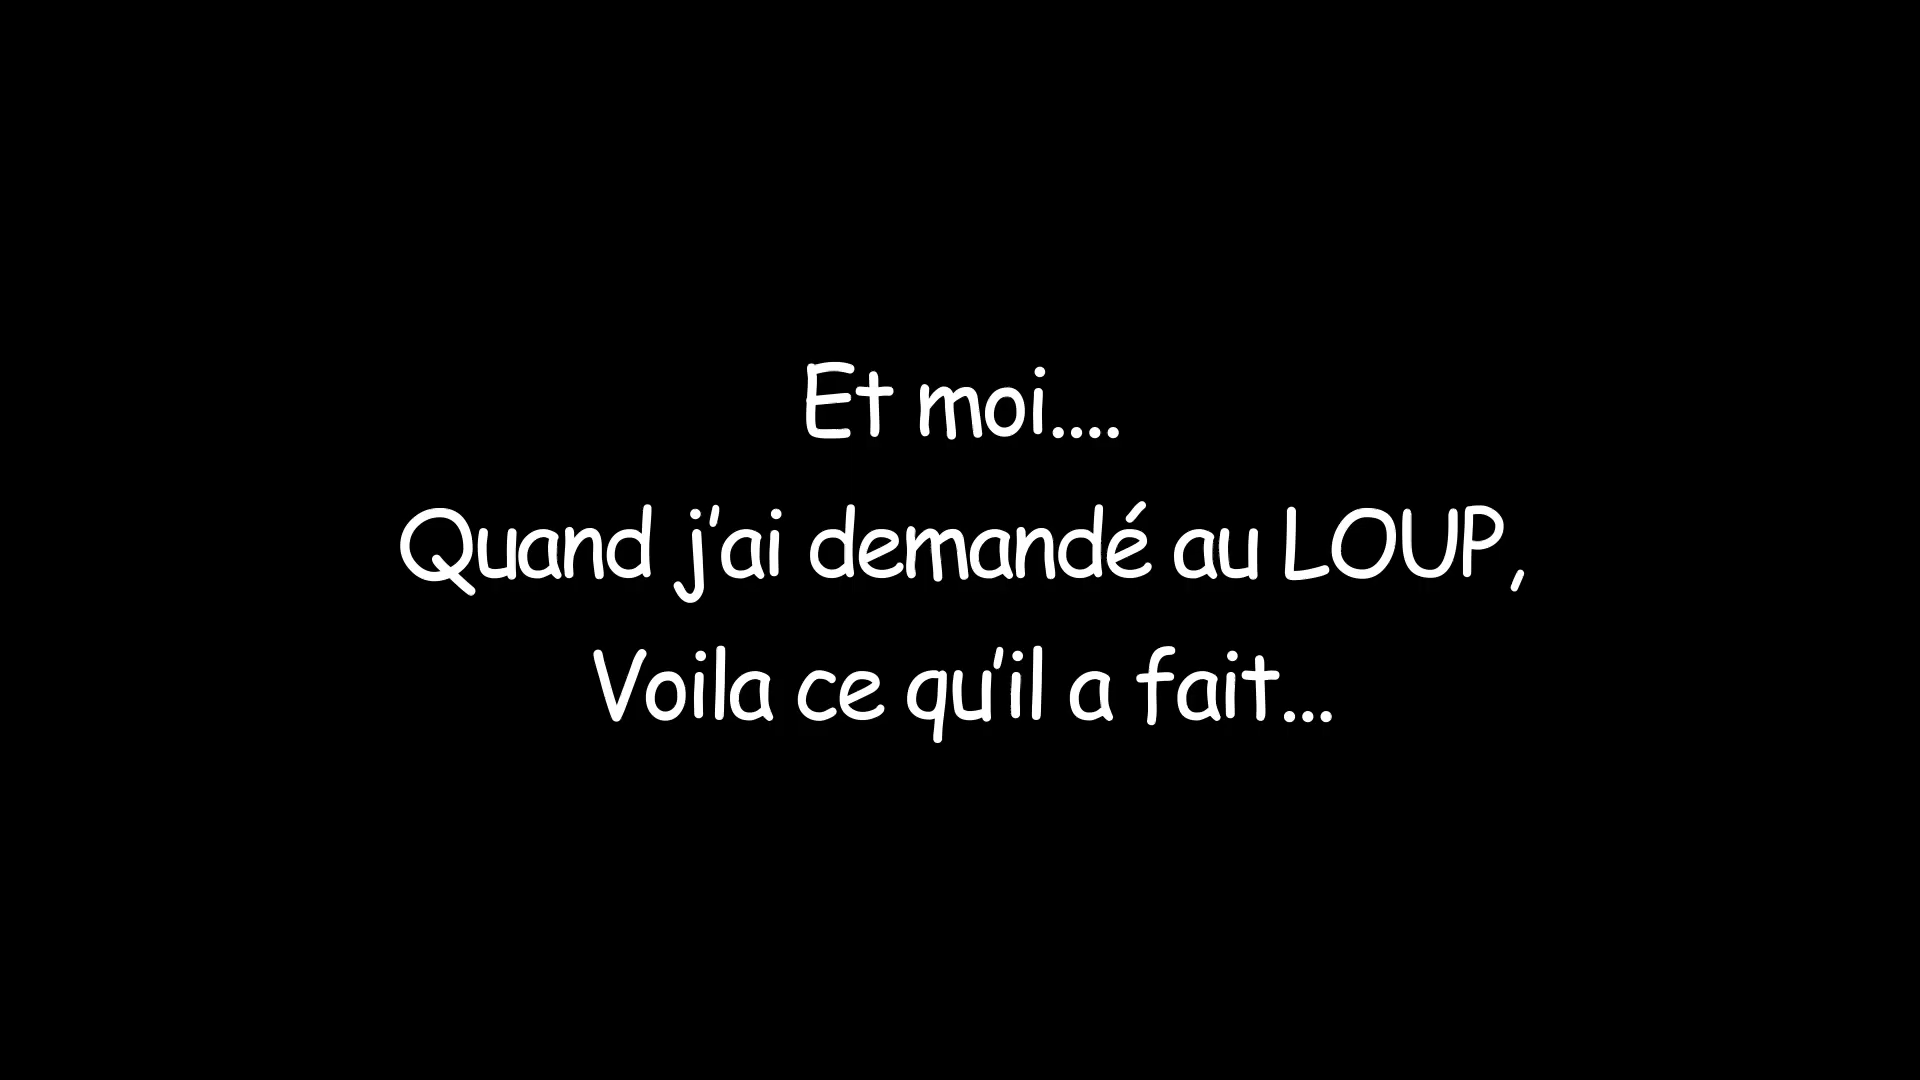 Et moi....
Quand j’ai demandé au LOUP,
Voila ce qu’il a fait...